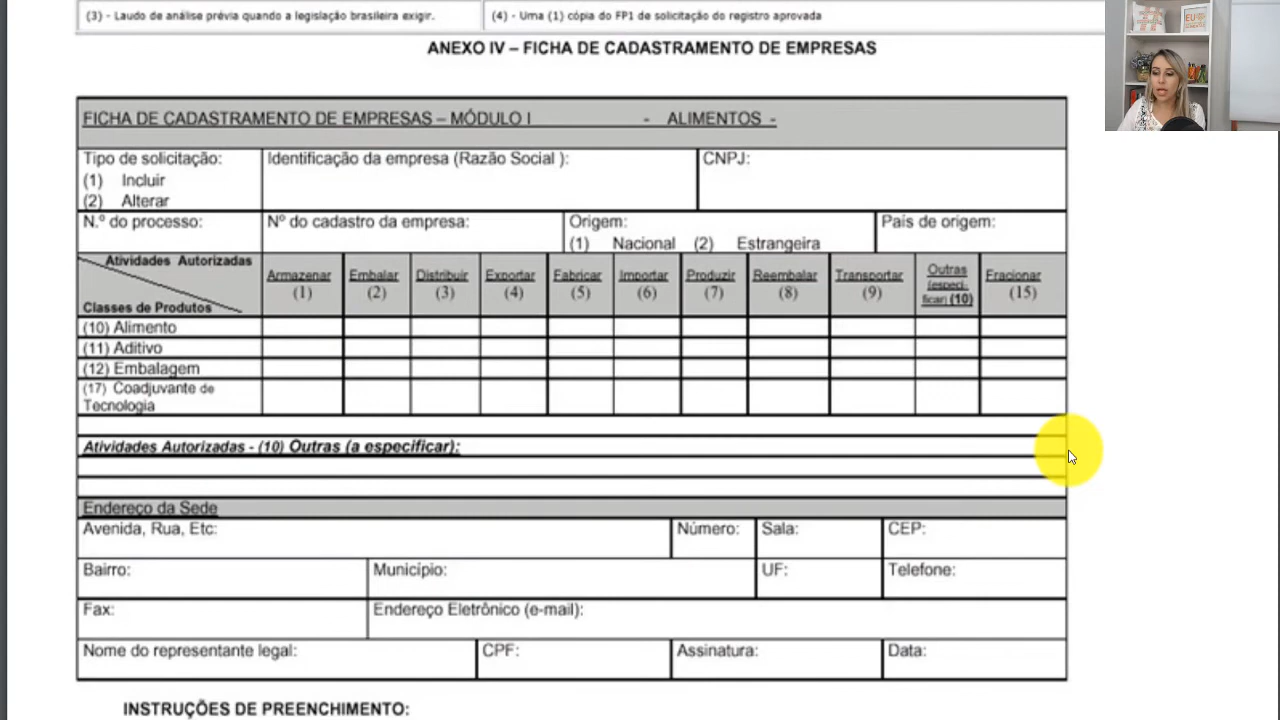 (3) - Laudo de análise prévia quando a legislação brasileira exigir.
(4) - Uma (1) cópia do FP1 de solicitação do registro aprovada
ANEXO IV – FICHA DE CADASTRAMENTO DE EMPRESAS
FICHA DE CADASTRAMENTO DE EMPRESAS – MÓDULO I - ALIMENTOS -
Tipo de solicitação:
(1) Incluir
(2) Alterar
Identificação da empresa (Razão Social ):
CNPJ:
N.º do processo:
Nº do cadastro da empresa:
Origem:
(1) Nacional (2) Estrangeira
País de origem:
Atividades Autorizadas
Classes de Produtos
Armazenar
(1)
Embalar
(2)
Distribuir
(3)
Exportar
(4)
Fabricar
(5)
Importar
(6)
Produzir
(7)
Reembalar
(8)
Transportar
(9)
Outras
(especi-
ficar) (10)
Fracionar
(15)
(10) Alimento
(11) Aditivo
(12) Embalagem
(17) Coadjuvante de
Tecnologia
Atividades Autorizadas - (10) Outras (a especificar):
Endereço da Sede
Avenida, Rua, Etc:
Número:
Sala:
CEP:
Bairro:
Município:
UF:
Telefone:
Fax:
Endereço Eletrônico (e-mail):
Nome do representante legal:
CPF:
Assinatura:
Data:
INSTRUÇÕES DE PREENCHIMENTO: